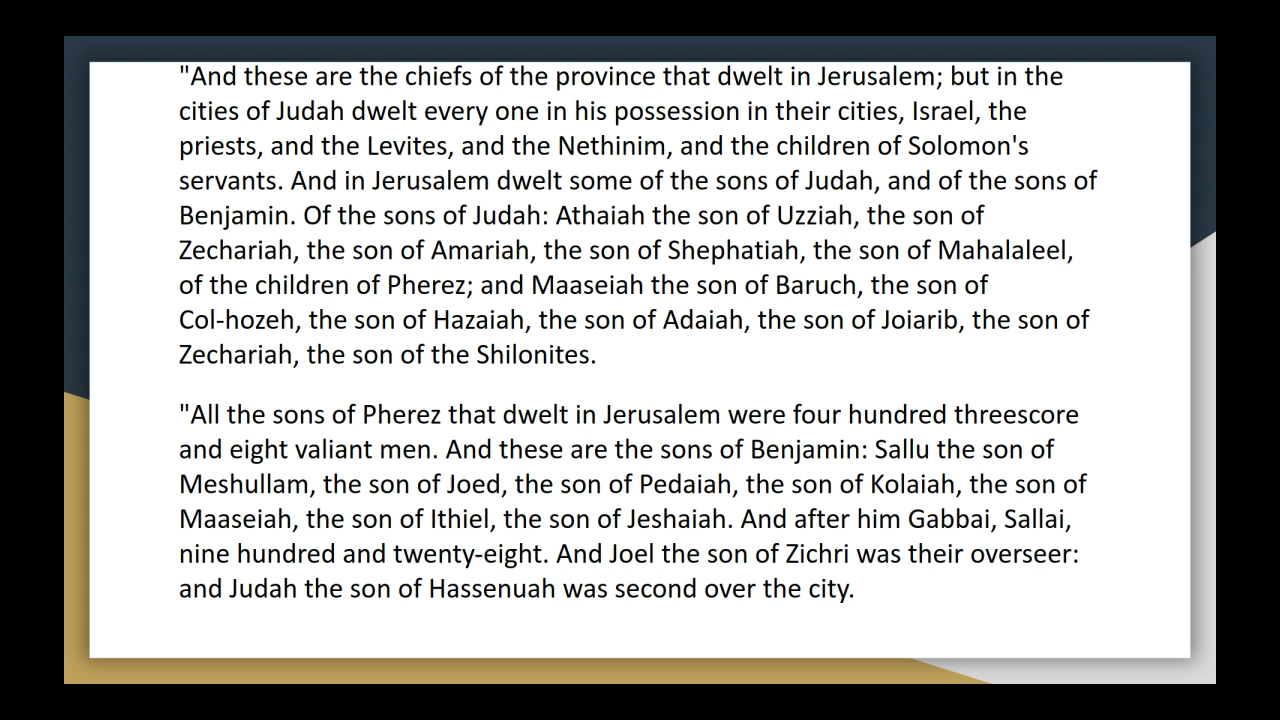 "And these are the chiefs of the province that dwelt in Jerusalem; but in the
cities of Judah dwelt every one in his possession in their cities, Israel, the
priests, and the Levites, and the Nethinim, and the children of Solomon's
servants. And in Jerusalem dwelt some of the sons of Judah, and of the sons of
Benjamin. Of the sons of Judah: Athaiah the son of Uzziah, the son of
Zechariah, the son of Amariah, the son of Shephatiah, the son of Mahalaleel,
of the children of Pherez; and Maaseiah the son of Baruch, the son of
Col-hozeh, the son of Hazaiah, the son of Adaiah, the son of Joiarib, the son of
Zechariah, the son of the Shilonites.
"All the sons of Pherez that dwelt in Jerusalem were four hundred threescore
and eight valiant men. And these are the sons of Benjamin: Sallu the son of
Meshullam, the son of Joed, the son of Pedaiah, the son of Kolaiah, the son of
Maaseiah, the son of Ithiel, the son of Jeshaiah. And after him Gabbai, Sallai,
nine hundred and twenty-eight. And Joel the son of Zichri was their overseer:
and Judah the son of Hassenuah was second over the city.